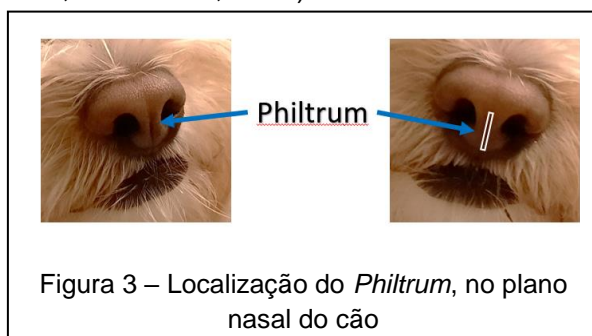 Philtrum
Figura 3 – Localização do Philtrum, no plano
nasal do cão